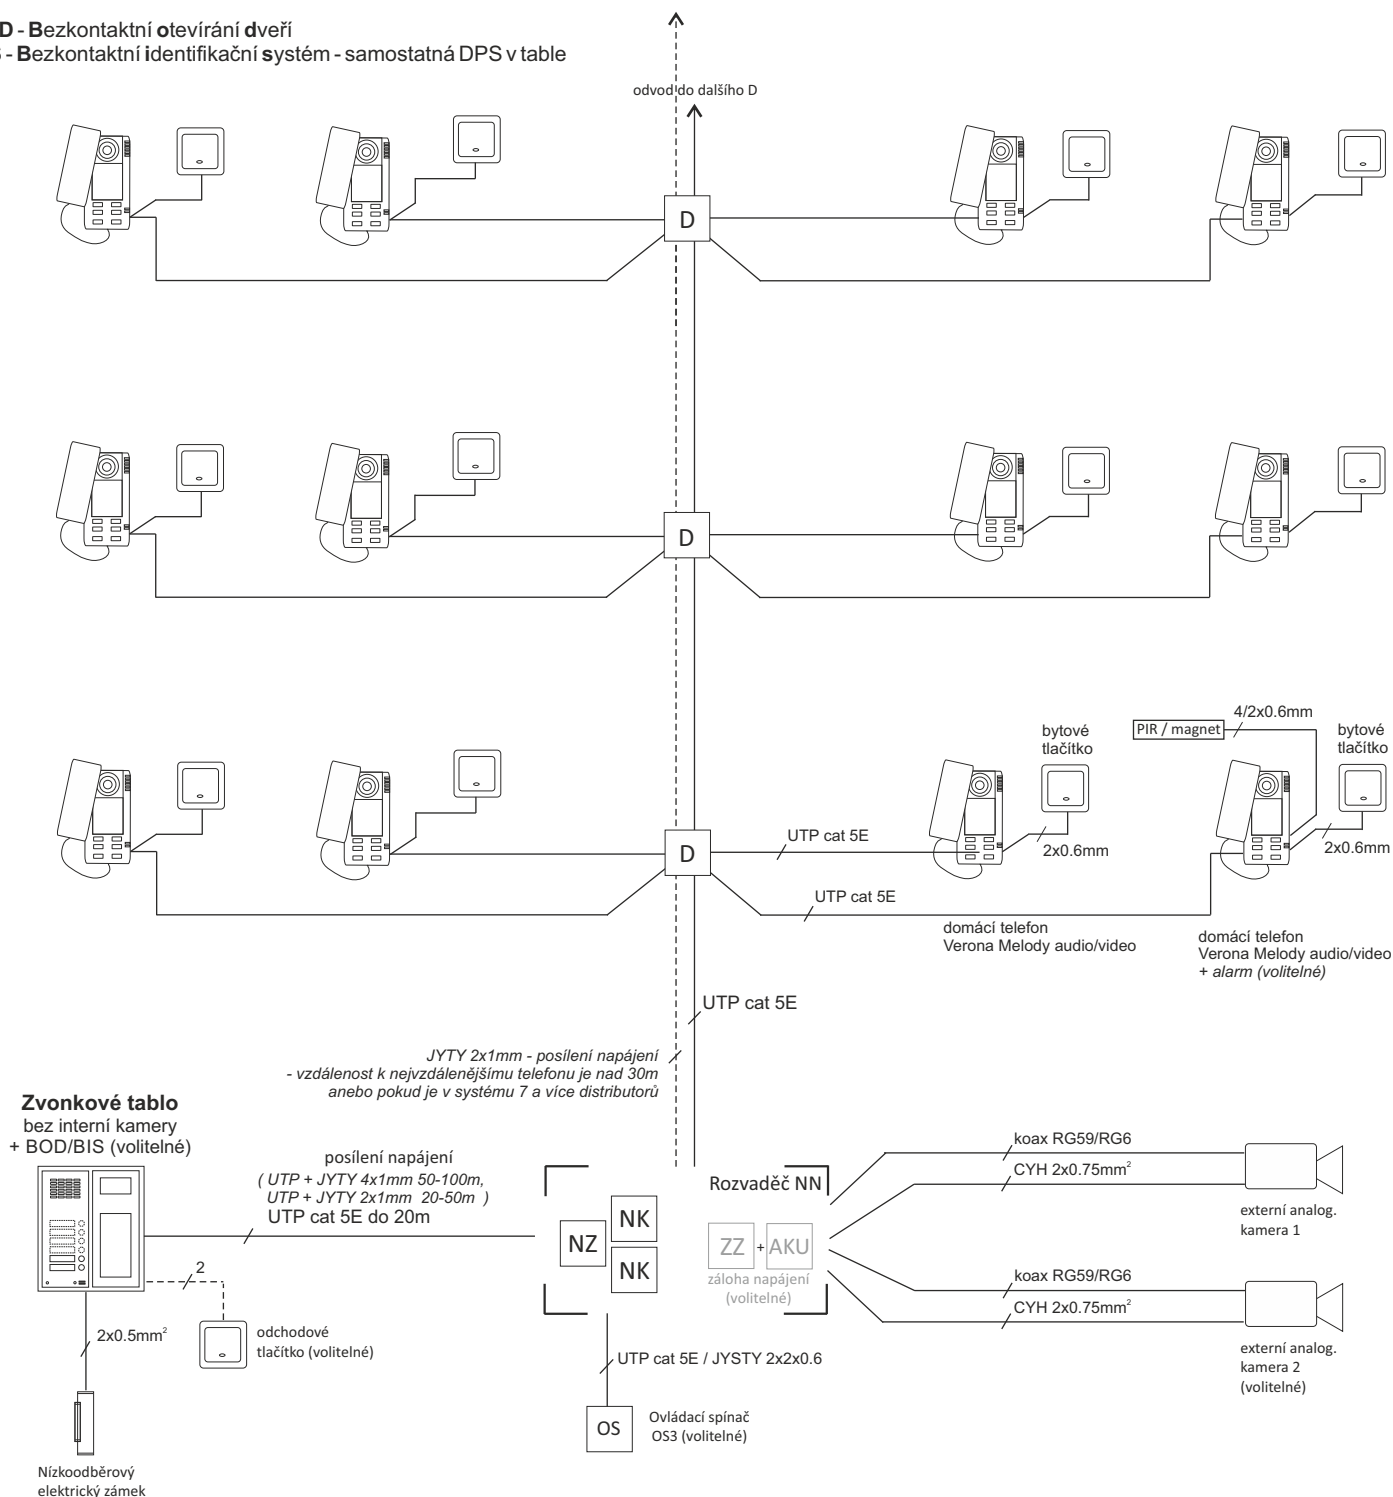 D - Bezkontaktní otevírání dveří
- Bezkontaktní identifikační systém - samostatná DPS v table
odvod do dalšího D
D
D
bytové
tlačítko
PIR / magnet
4/2x0.6mm
bytové
tlačítko
D
UTP cat 5E
2x0.6mm
2x0.6mm
UTP cat 5E
domácí telefon
Verona Melody audio/video
domácí telefon
Verona Melody audio/video
+ alarm (volitelné)
UTP cat 5E
JYTY 2x1mm - posílení napájení
- vzdálenost k nejvzdálenějšímu telefonu je nad 30m
anebo pokud je v systému 7 a více distributorů
Zvonkové tablo
bez interní kamery
+ BOD/BIS (volitelné)
posílení napájení
( UTP + JYTY 4x1mm 50-100m,
UTP + JYTY 2x1mm 20-50m )
UTP cat 5E do 20m
2
2x0.5mm²
odchodové
tlačítko (volitelné)
Nízkoodběrový
elektrický zámek
NZ
NK
NK
Rozvaděč NN
ZZ + AKU
záloha napájení
(volitelné)
UTP cat 5E / JYSTY 2x2x0.6
OS
Ovládací spínač
OS3 (volitelné)
koax RG59/RG6
CYH 2x0.75mm²
externí analog.
kamera 1
koax RG59/RG6
CYH 2x0.75mm²
externí analog.
kamera 2
(volitelné)